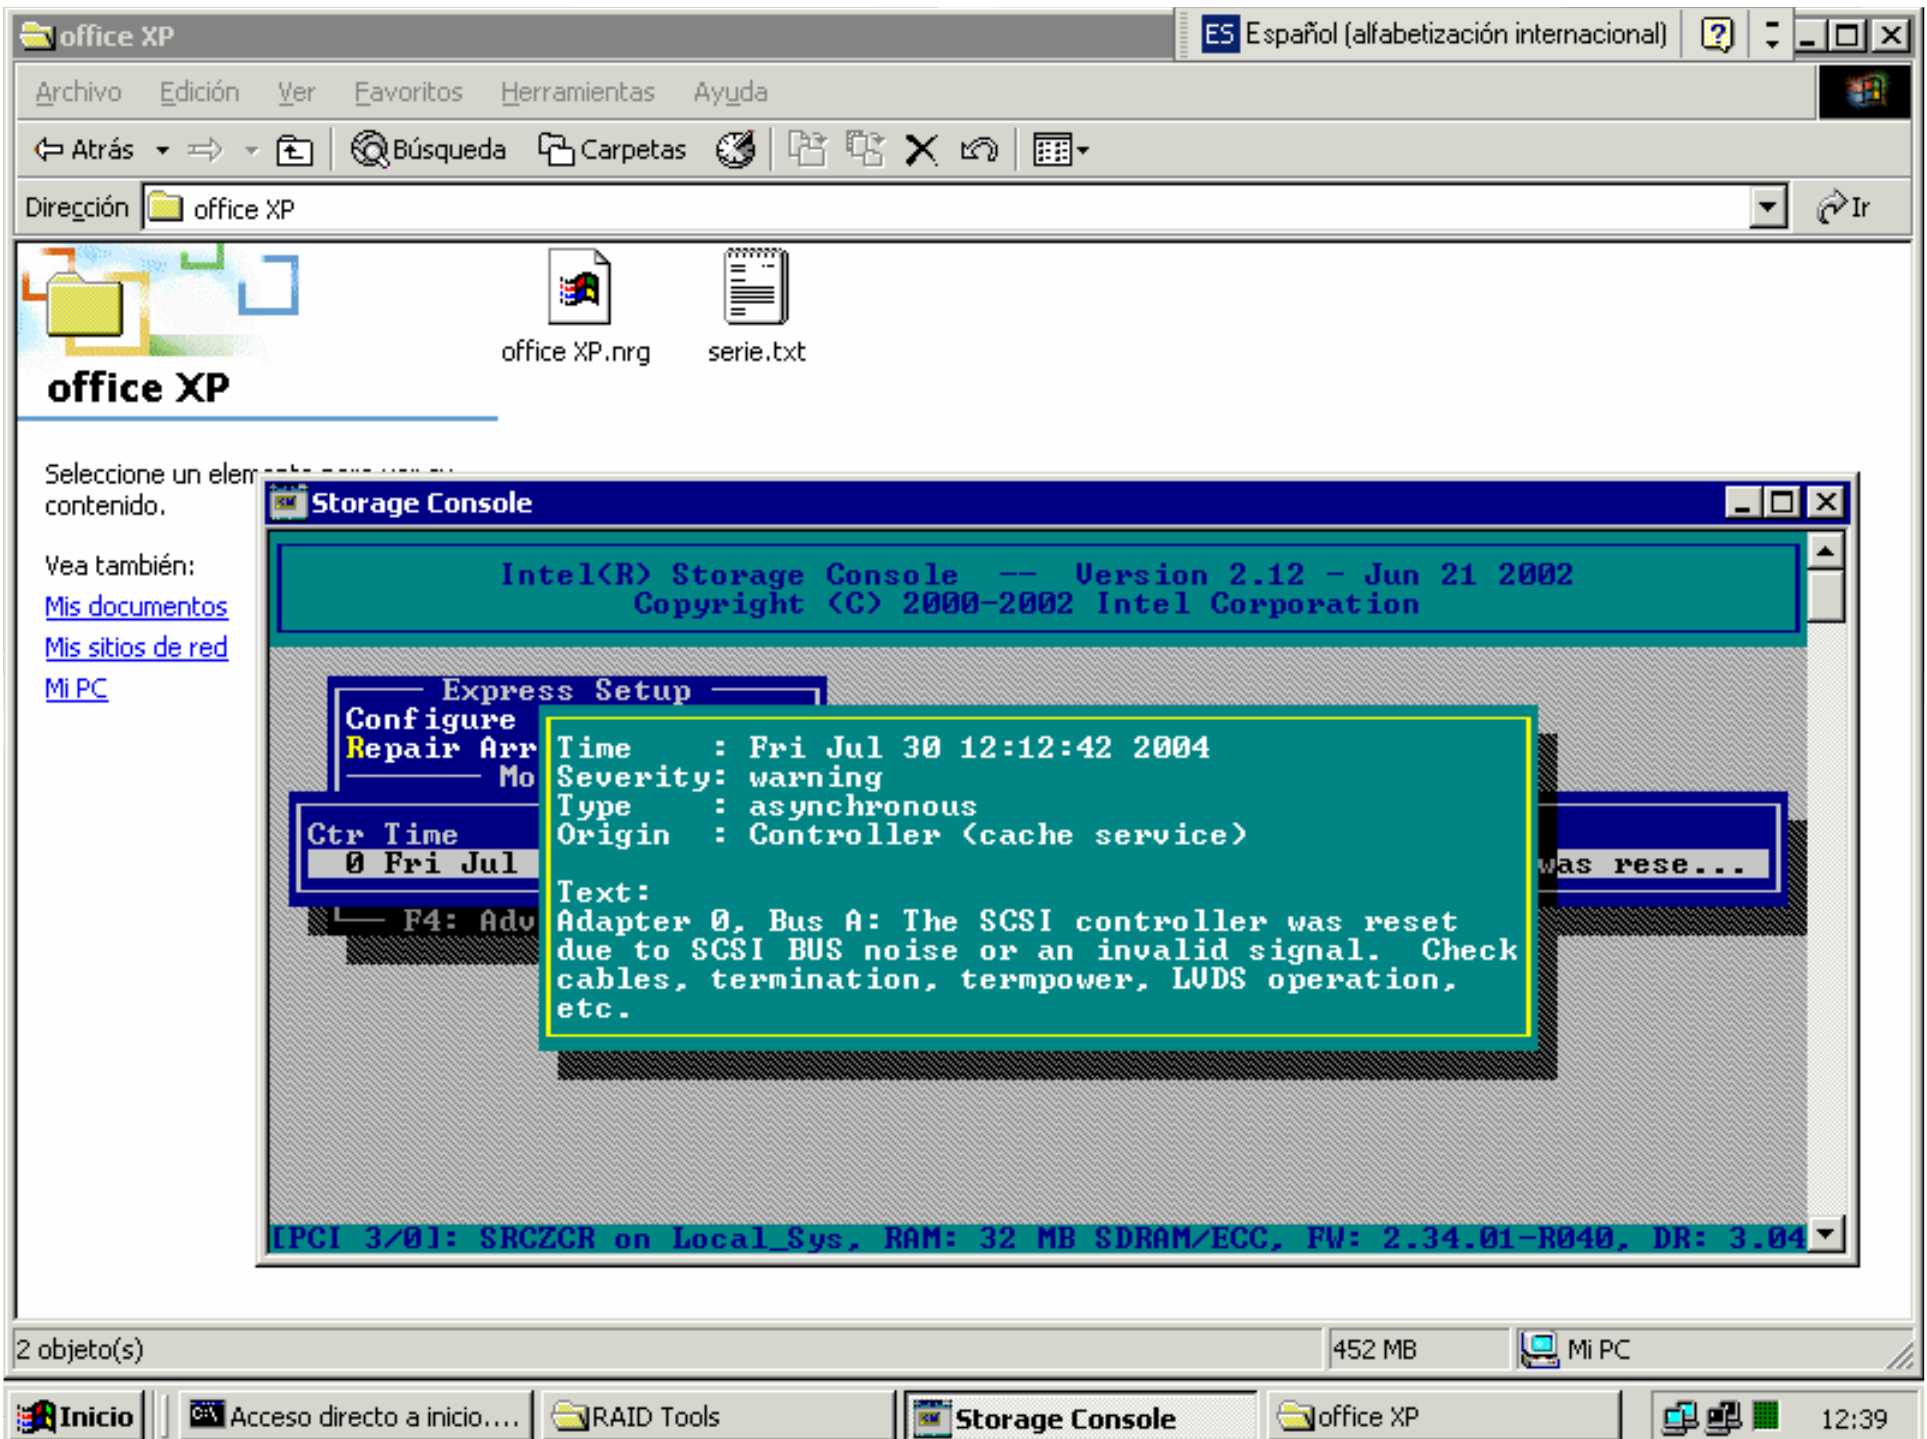 office XP
ES Español (alfabetización internacional)
Archivo Edición Ver Favoritos Herramientas Ayuda
Atrás Búsqueda Carpetas
Dirección office XP Ir
office XP.nrg serie.txt
office XP
Seleccione un elem
contenido.
Vea también:
Mis documentos
Mis sitios de red
Mi PC
Storage Console
Intel(R) Storage Console -- Version 2.12 - Jun 21 2002
Copyright (C) 2000-2002 Intel Corporation
Express Setup
Configure
Repair Arr
Mo
Ctr Time
0 Fri Jul was rese...
F4: Adv
Time : Fri Jul 30 12:12:42 2004
Severity: warning
Type : asynchronous
Origin : Controller (cache service)
Text:
Adapter 0, Bus A: The SCSI controller was reset
due to SCSI BUS noise or an invalid signal. Check
cables, termination, termpower, LVDS operation,
etc.
[PCI 3/0]: SRCZCR on Local_Sys, RAM: 32 MB SDRAM/ECC, FW: 2.34.01-R040, DR: 3.04
2 objeto(s) 452 MB Mi PC
Inicio Acceso directo a inicio.... RAID Tools Storage Console office XP 12:39